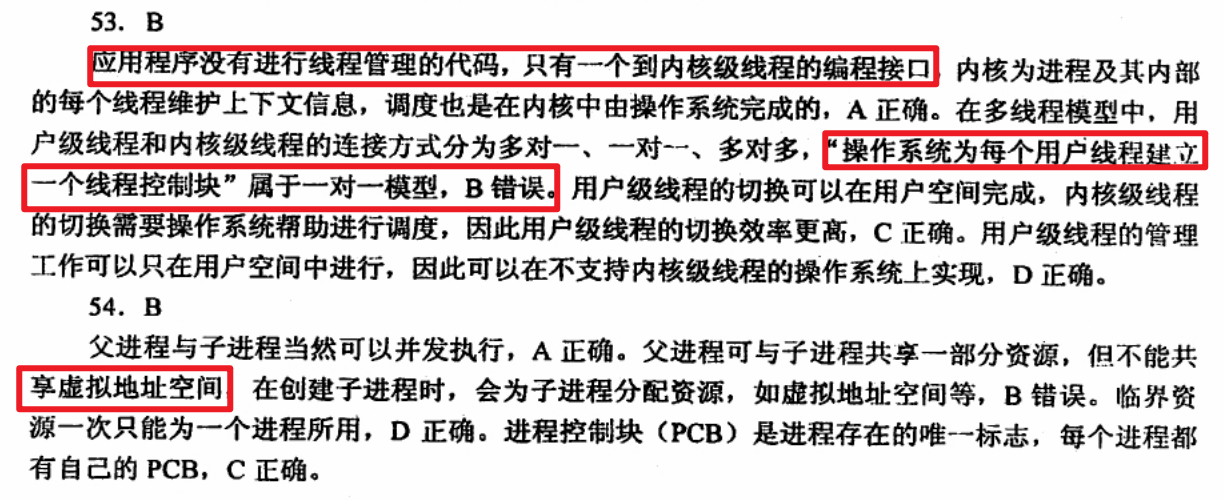 53. B
应用程序没有进行线程管理的代码，只有一个到内核级线程的编程接口，内核为进程及其内部
的每个线程维护上下文信息，调度也是在内核中由操作系统完成的，A 正确。在多线程模型中，用
户级线程和内核级线程的连接方式分为多对一、一对一、多对多，“操作系统为每个用户线程建立
一个线程控制块”属于一对一模型，B 错误。用户级线程的切换可以在用户空间完成，内核级线程
的切换需要操作系统帮助进行调度，因此用户级线程的切换效率更高，C 正确。用户级线程的管理
工作可以只在用户空间中进行，因此可以在不支持内核级线程的操作系统上实现，D 正确。
54. B
父进程与子进程当然可以并发执行，A 正确。父进程可与子进程共享一部分资源，但不能共
享虚拟地址空间，在创建子进程时，会为子进程分配资源，如虚拟地址空间等，B 错误。临界资
源一次只能为一个进程所用，D 正确。进程控制块（PCB）是进程存在的唯一标志，每个进程都
有自己的 PCB，C 正确。